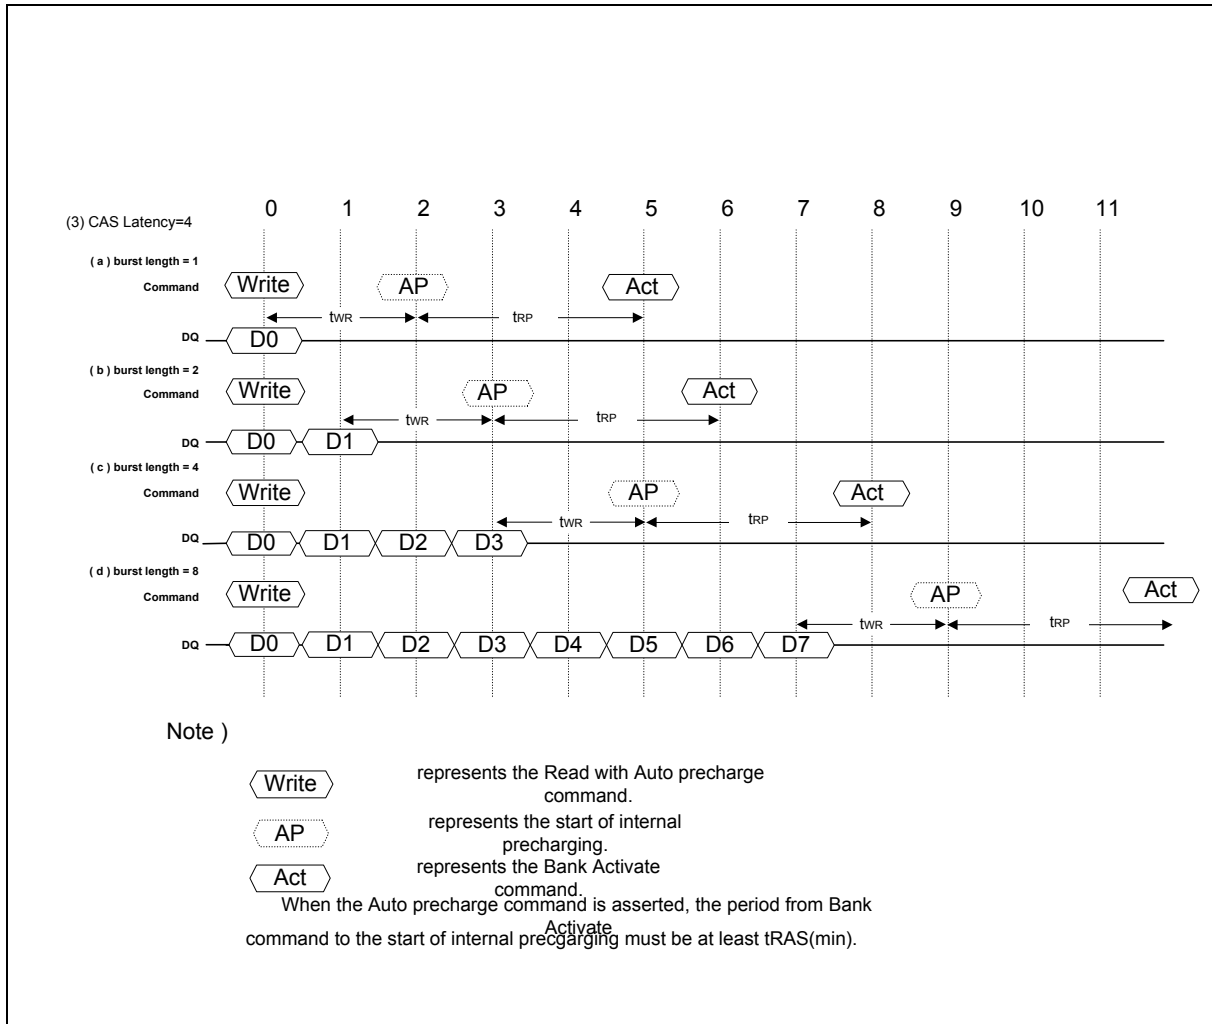 0 1 2 3 4 5 6 7 8 9 10 11
(3) CAS Latency=4
( a ) burst length = 1
Command Write AP Act
tWR tRP
DQ D0
( b ) burst length = 2
Command Write AP Act
tWR tRP
DQ D0 D1
( c ) burst length = 4
Command Write AP Act
tWR tRP
DQ D0 D1 D2 D3
( d ) burst length = 8
Command Write AP Act
tWR tRP
DQ D0 D1 D2 D3 D4 D5 D6 D7
Note )
Write represents the Read with Auto precharge
command.
AP represents the start of internal
precharging.
Act represents the Bank Activate
command.
When the Auto precharge command is asserted, the period from Bank
Activate
command to the start of internal precgarging must be at least tRAS(min).